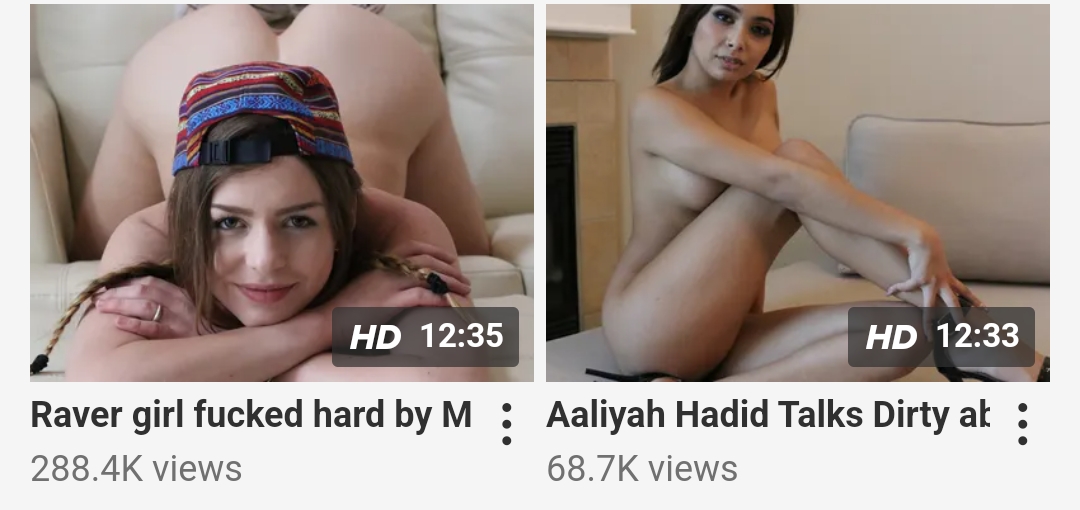 HD 12:35
HD 12:33
Raver girl fucked hard by M
Aaliyah Hadid Talks Dirty ab
288.4K views
68.7K views